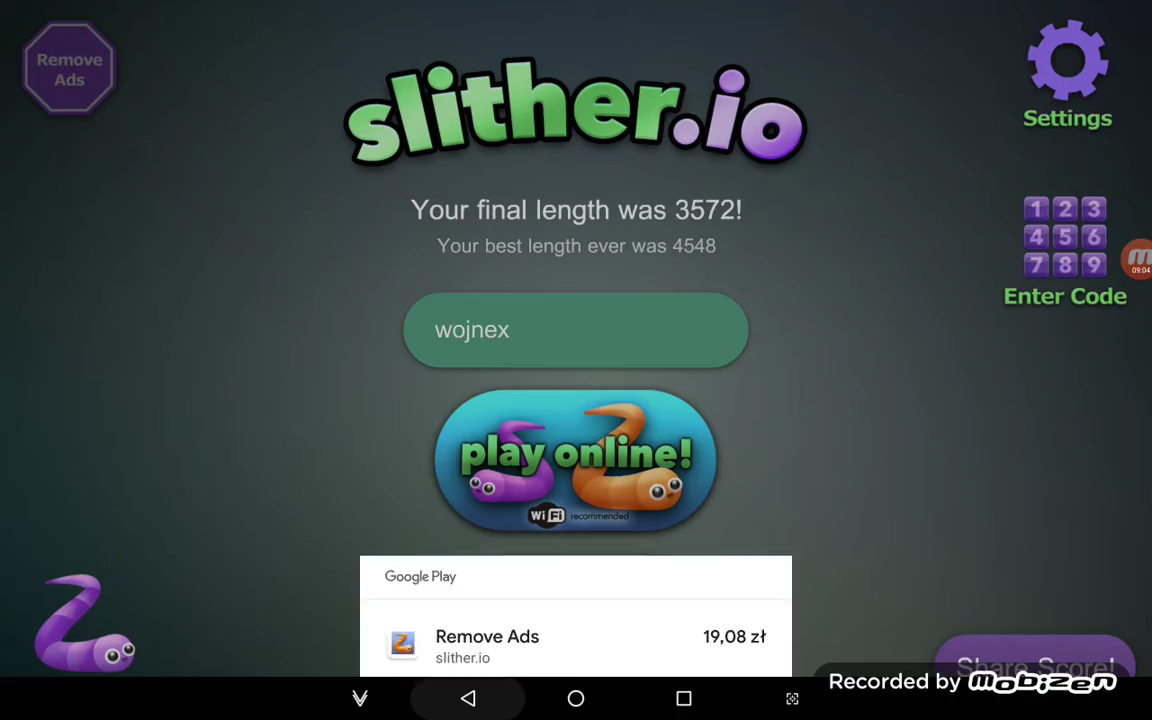 Remove
Ads
slither.io
Settings
Your final length was 3572!
Your best length ever was 4548
1 2 3
4 5 6
7 8 9
09:04
Enter Code
wojnex
play online!
WiFi recommended
Google Play
Remove Ads 19,08 zł
slither.io
Share Score!
Recorded by mobizen